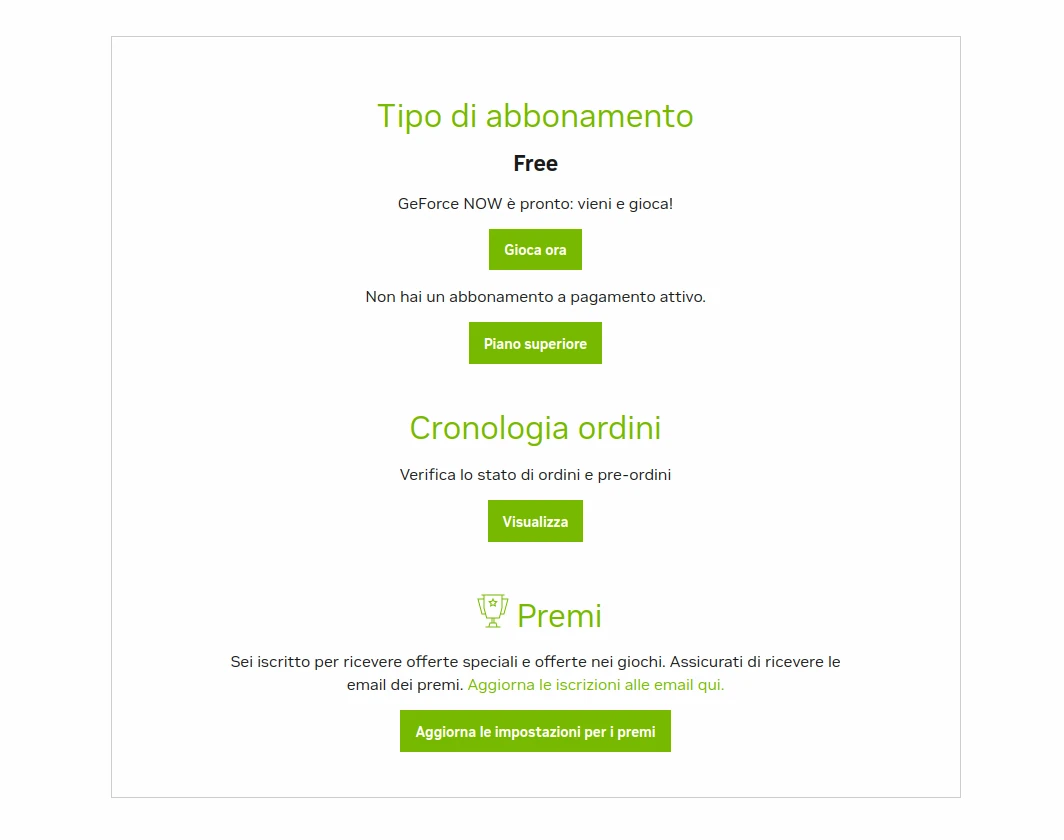 Tipo di abbonamento
Free
GeForce NOW è pronto: vieni e gioca!
Gioca ora
Non hai un abbonamento a pagamento attivo.
Piano superiore
Cronologia ordini
Verifica lo stato di ordini e pre-ordini
Visualizza
Premi
Sei iscritto per ricevere offerte speciali e offerte nei giochi. Assicurati di ricevere le
email dei premi. Aggiorna le iscrizioni alle email qui.
Aggiorna le impostazioni per i premi